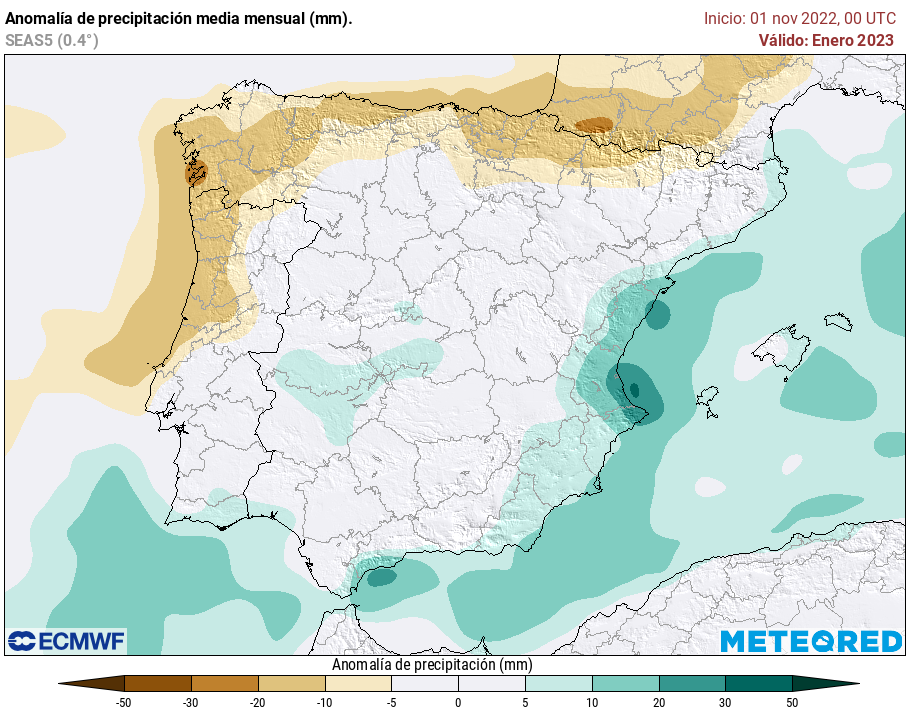 Anomalía de precipitación media mensual (mm).
Inicio: 01 nov 2022, 00 UTC
SEAS5 (0.4°)
Válido: Enero 2023
ECMWF
METEORED
Anomalía de precipitación (mm)
-50 -30 -20 -10 -5 0 5 10 20 30 50